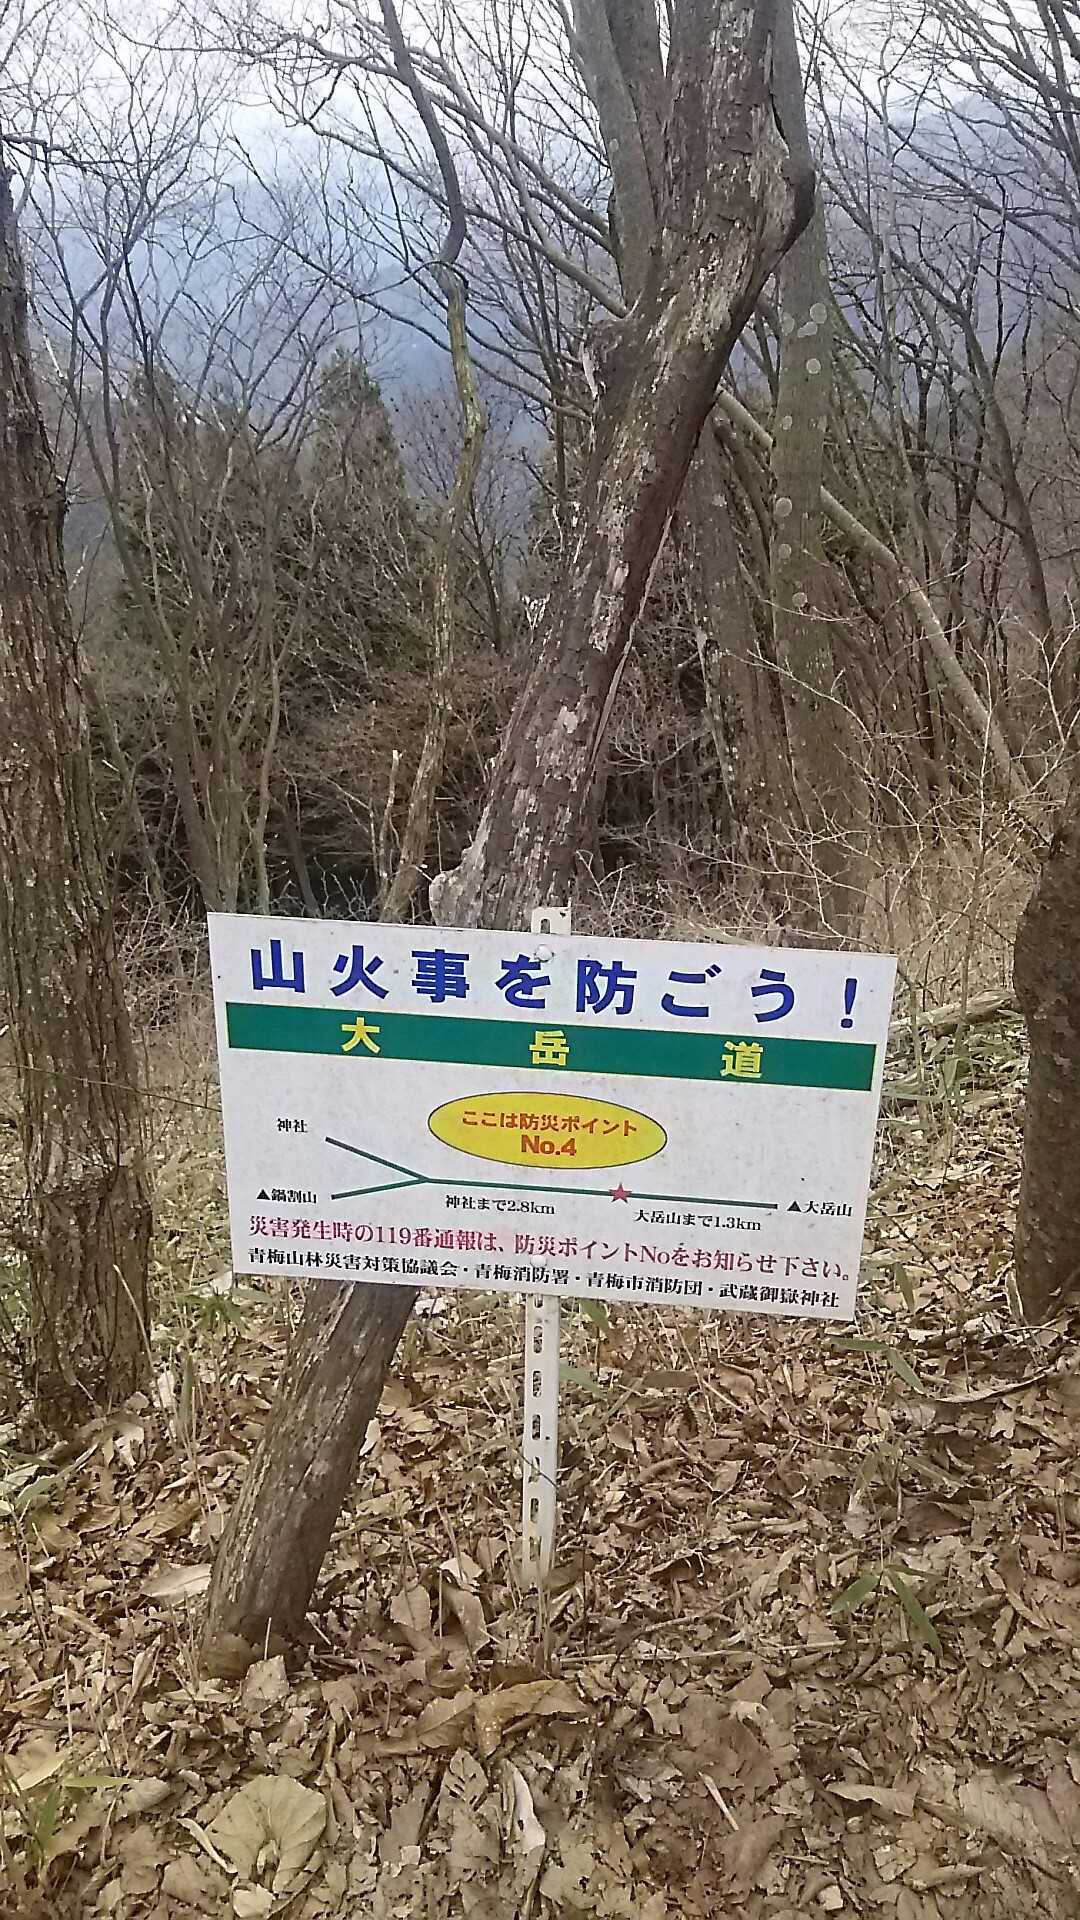 山火事を防ごう！
大岳道
ここは防災ポイント
No.4
神社
▲鍋割山
神社まで2.8km
大岳山まで1.3km
▲大岳山
災害発生時の119番通報は、防災ポイントNoをお知らせ下さい。
青梅山林災害対策協議会・青梅消防署・青梅市消防団・武蔵御嶽神社